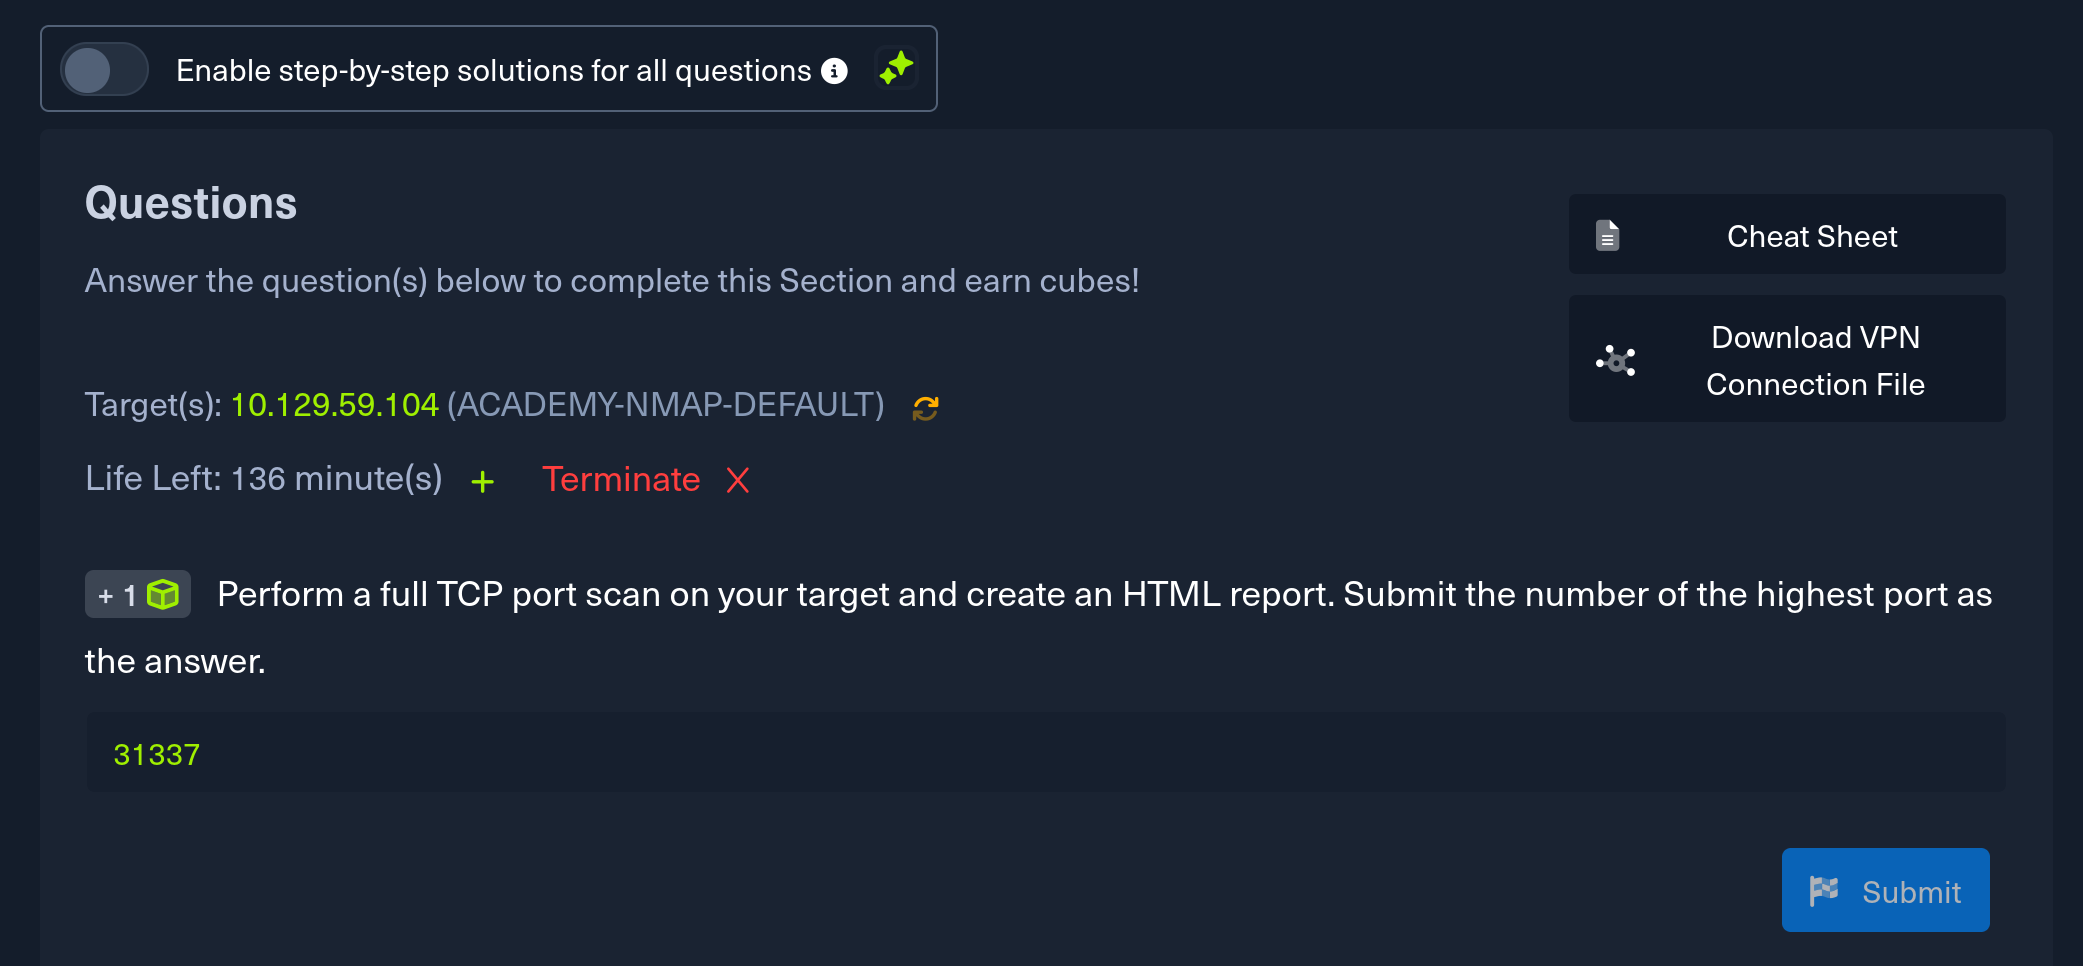 Enable step-by-step solutions for all questions
Questions
Cheat Sheet
Answer the question(s) below to complete this Section and earn cubes!
Download VPN
Connection File
Target(s): 10.129.59.104 (ACADEMY-NMAP-DEFAULT)
Life Left: 136 minute(s) + Terminate
+ 1 Perform a full TCP port scan on your target and create an HTML report. Submit the number of the highest port as
the answer.
31337
Submit